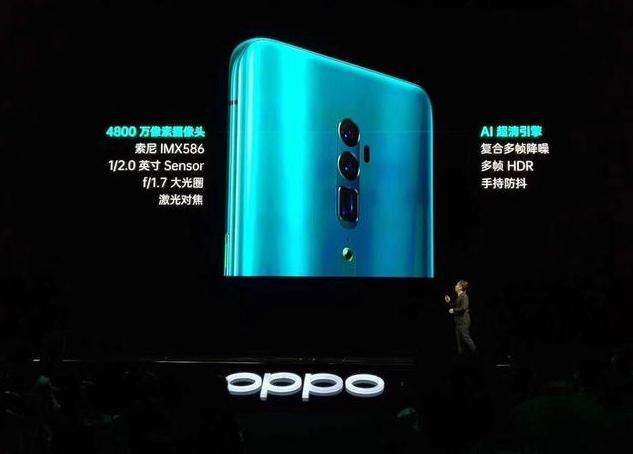 4800 万像素摄像头
索尼 IMX586
1/2.0 英寸 Sensor
f/1.7 大光圈
激光对焦
AI 超清引擎
复合多帧降噪
多帧 HDR
手持防抖
oppo